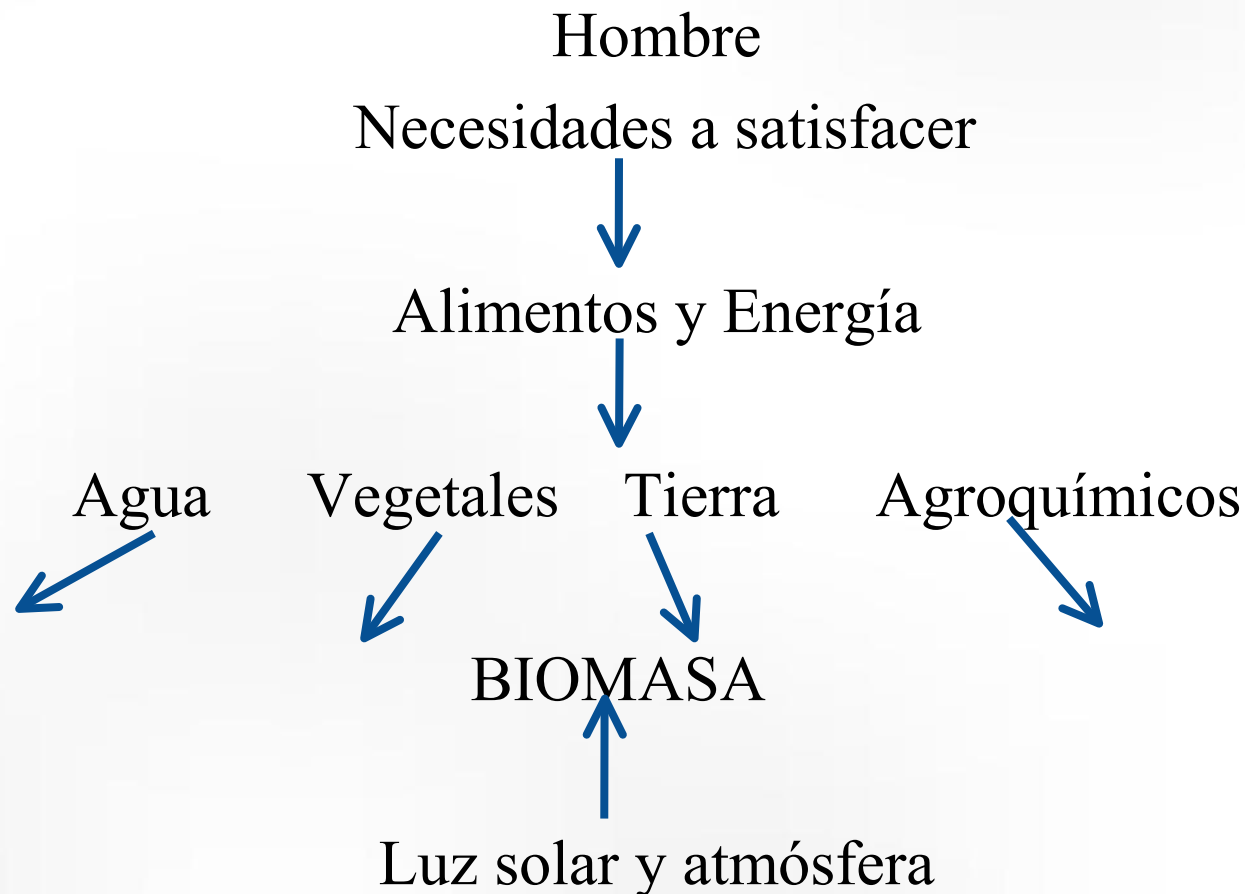 Hombre
Necesidades a satisfacer
Alimentos y Energía
Agua Vegetales Tierra Agroquímicos
BIOMASA
Luz solar y atmósfera